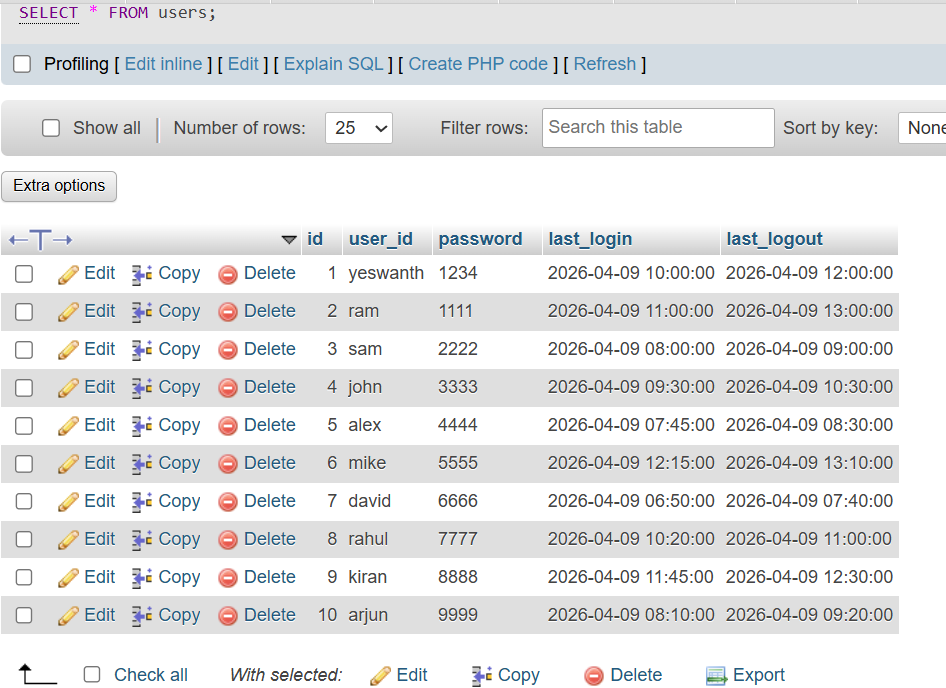 SELECT * FROM users;
Profiling [ Edit inline ] [ Edit ] [ Explain SQL ] [ Create PHP code ] [ Refresh ]
Show all Number of rows: 25 Filter rows: Search this table Sort by key: None
Extra options
id user_id password last_login last_logout
Edit Copy Delete 1 yeswanth 1234 2026-04-09 10:00:00 2026-04-09 12:00:00
Edit Copy Delete 2 ram 1111 2026-04-09 11:00:00 2026-04-09 13:00:00
Edit Copy Delete 3 sam 2222 2026-04-09 08:00:00 2026-04-09 09:00:00
Edit Copy Delete 4 john 3333 2026-04-09 09:30:00 2026-04-09 10:30:00
Edit Copy Delete 5 alex 4444 2026-04-09 07:45:00 2026-04-09 08:30:00
Edit Copy Delete 6 mike 5555 2026-04-09 12:15:00 2026-04-09 13:10:00
Edit Copy Delete 7 david 6666 2026-04-09 06:50:00 2026-04-09 07:40:00
Edit Copy Delete 8 rahul 7777 2026-04-09 10:20:00 2026-04-09 11:00:00
Edit Copy Delete 9 kiran 8888 2026-04-09 11:45:00 2026-04-09 12:30:00
Edit Copy Delete 10 arjun 9999 2026-04-09 08:10:00 2026-04-09 09:20:00
Check all With selected: Edit Copy Delete Export